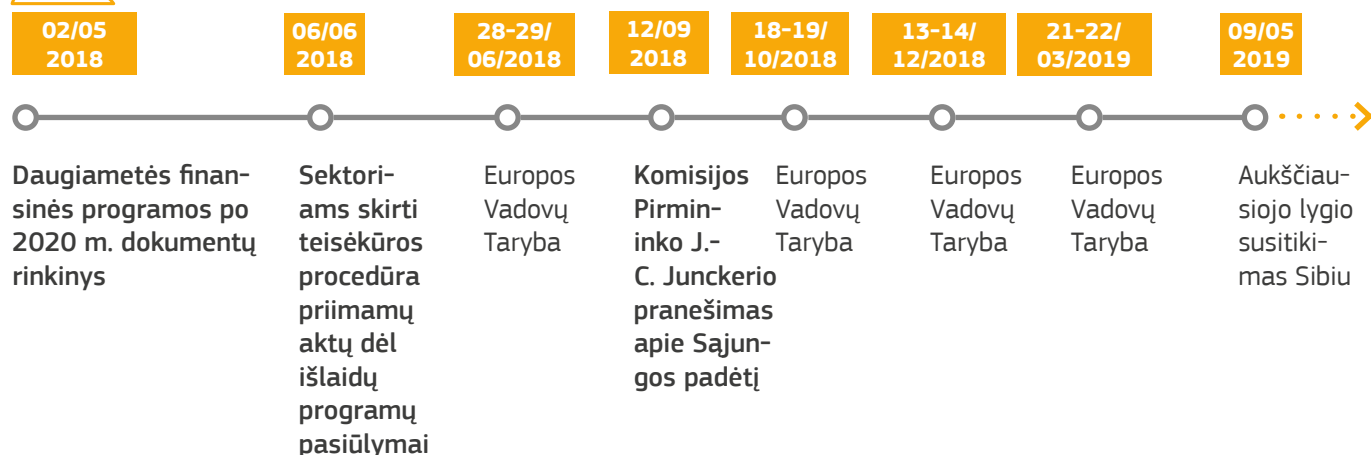 02/05
2018
06/06
2018
28-29/
06/2018
12/09
2018
18-19/
10/2018
13-14/
12/2018
21-22/
03/2019
09/05
2019
Daugiametės finan-
sinės programos po
2020 m. dokumentų
rinkinys
Sektori-
ams skirti
teisėkūros
procedūra
priimamų
aktų dėl
išlaidų
programų
pasiūlymai
Europos
Vadovų
Taryba
Komisijos
Pirmin-
inko J.-
C. Junckerio
pranešimas
apie Sąjun-
gos padėtį
Europos
Vadovų
Taryba
Europos
Vadovų
Taryba
Europos
Vadovų
Taryba
Aukščiau-
siojo lygio
susitiki-
mas Sibiu